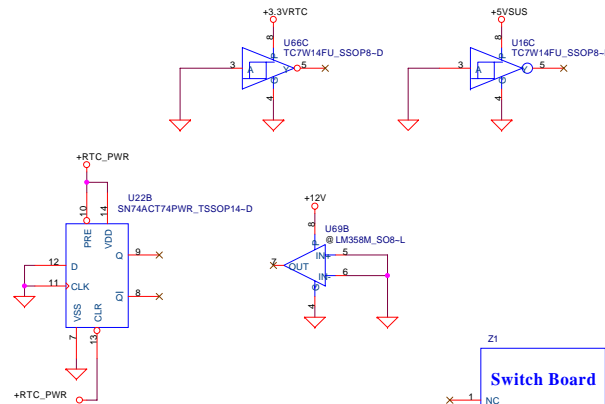 +3.3VRTC
8
U66C
TC7W14FU_SSOP8~D
P
3
A
Y
5
G
4
+5VSUS
8
U16C
TC7W14FU_SSOP8~
P
3
A
Y
5
G
4
+RTC_PWR
10
14
U22B
SN74ACT74PWR_TSSOP14~D
PRE
VDD
12
D
Q
9
11
CLK
Q|
8
VSS
CLR
7
13
+RTC_PWR
+12V
8
U69B
@ LM358M_SO8~L
P
7
OUT
IN+
5
IN-
6
G
4
Z1
Switch Board
1
NC